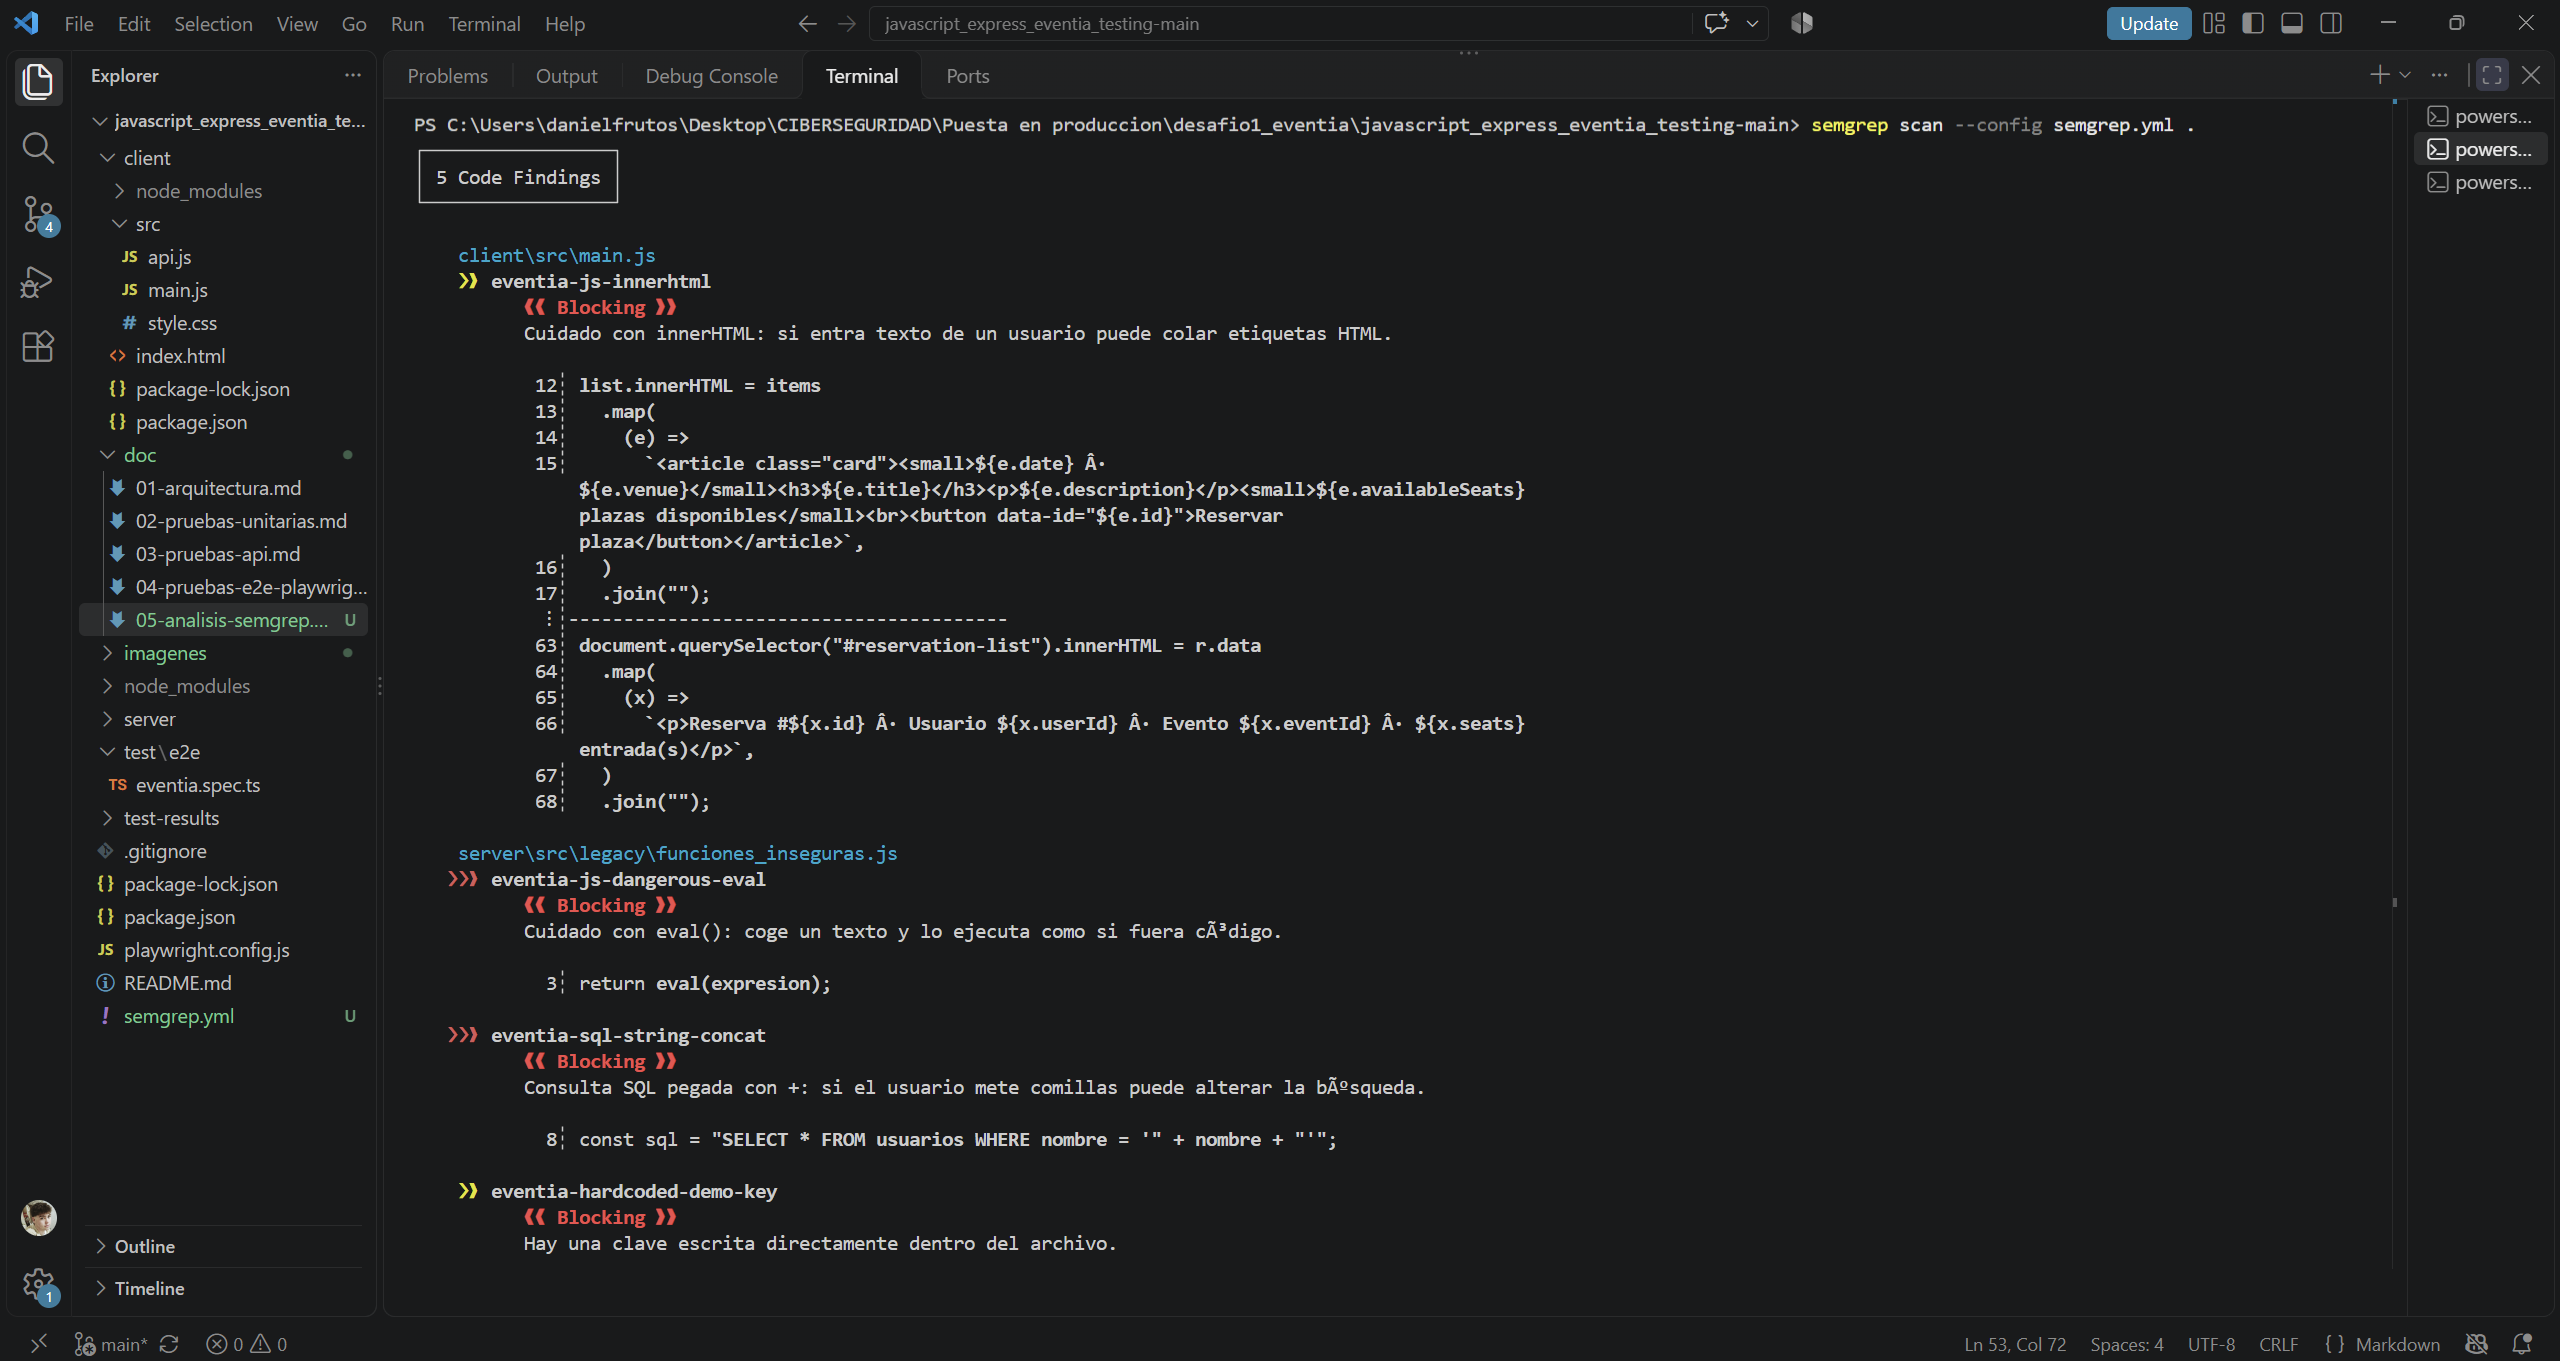 File Edit Selection View Go Run Terminal Help
javascript_express_eventia_testing-main
Update
Explorer
Problems Output Debug Console Terminal Ports
javascript_express_eventia_te...
client
node_modules
src
JS api.js
JS main.js
# style.css
<> index.html
{} package-lock.json
{} package.json
doc
01-arquitectura.md
02-pruebas-unitarias.md
03-pruebas-api.md
04-pruebas-e2e-playwrig...
05-analisis-semgrep.... U
imagenes
node_modules
server
test\e2e
TS eventia.spec.ts
test-results
.gitignore
{} package-lock.json
{} package.json
JS playwright.config.js
README.md
! semgrep.yml U
Outline
Timeline
4
1
PS C:\Users\danielfrutos\Desktop\CIBERSEGURIDAD\Puesta en produccion\desafio1_eventia\javascript_express_eventia_testing-main> semgrep scan --config semgrep.yml .
5 Code Findings
client\src\main.js
❯❯ eventia-js-innerhtml
❰❰ Blocking ❱❱
Cuidado con innerHTML: si entra texto de un usuario puede colar etiquetas HTML.
12┆ list.innerHTML = items
13┆ .map(
14┆ (e) =>
15┆ `<article class="card"><small>${e.date} Â·
${e.venue}</small><h3>${e.title}</h3><p>${e.description}</p><small>${e.availableSeats}
plazas disponibles</small><br><button data-id="${e.id}">Reservar
plaza</button></article>`,
16┆ )
17┆ .join("");
⋮┆----------------------------------------
63┆ document.querySelector("#reservation-list").innerHTML = r.data
64┆ .map(
65┆ (x) =>
66┆ `<p>Reserva #${x.id} Â· Usuario ${x.userId} Â· Evento ${x.eventId} Â· ${x.seats}
entrada(s)</p>`,
67┆ )
68┆ .join("");
server\src\legacy\funciones_inseguras.js
❯❯❱ eventia-js-dangerous-eval
❰❰ Blocking ❱❱
Cuidado con eval(): coge un texto y lo ejecuta como si fuera cÃ³digo.
3┆ return eval(expresion);
❯❯❱ eventia-sql-string-concat
❰❰ Blocking ❱❱
Consulta SQL pegada con +: si el usuario mete comillas puede alterar la bÃºsqueda.
8┆ const sql = "SELECT * FROM usuarios WHERE nombre = '" + nombre + "'";
❯❱ eventia-hardcoded-demo-key
❰❰ Blocking ❱❱
Hay una clave escrita directamente dentro del archivo.
powers...
powers...
powers...
main* 0 0
Ln 53, Col 72 Spaces: 4 UTF-8 CRLF {} Markdown